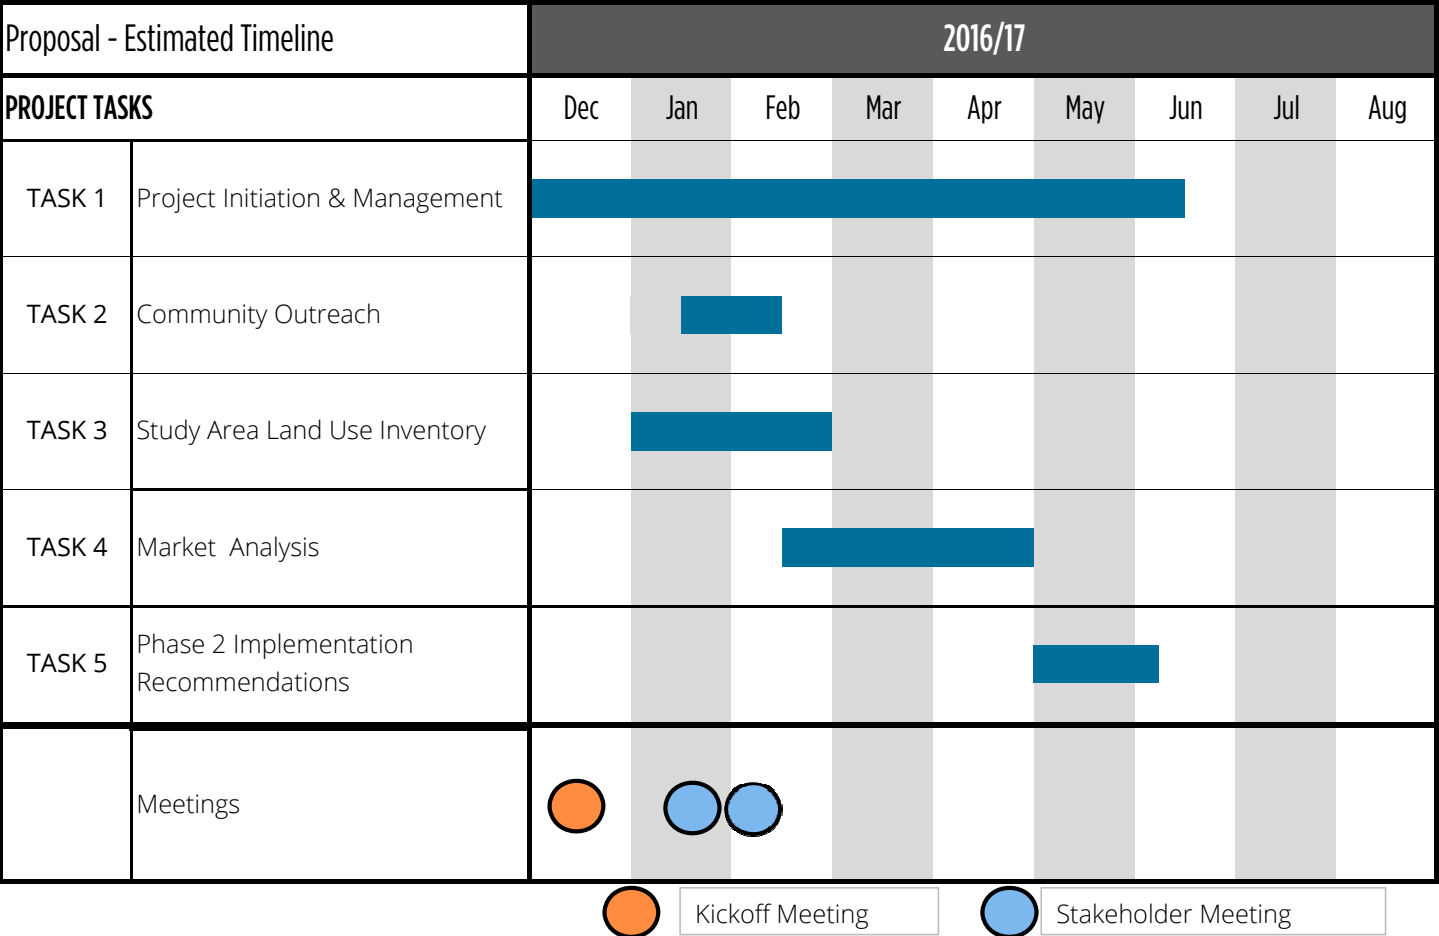 Proposal - Estimated Timeline
2016/17
PROJECT TASKS
Dec Jan Feb Mar Apr May Jun Jul Aug
TASK 1 Project Initiation & Management
TASK 2 Community Outreach
TASK 3 Study Area Land Use Inventory
TASK 4 Market  Analysis
TASK 5 Phase 2 Implementation
Recommendations
Meetings
Kickoff Meeting
Stakeholder Meeting